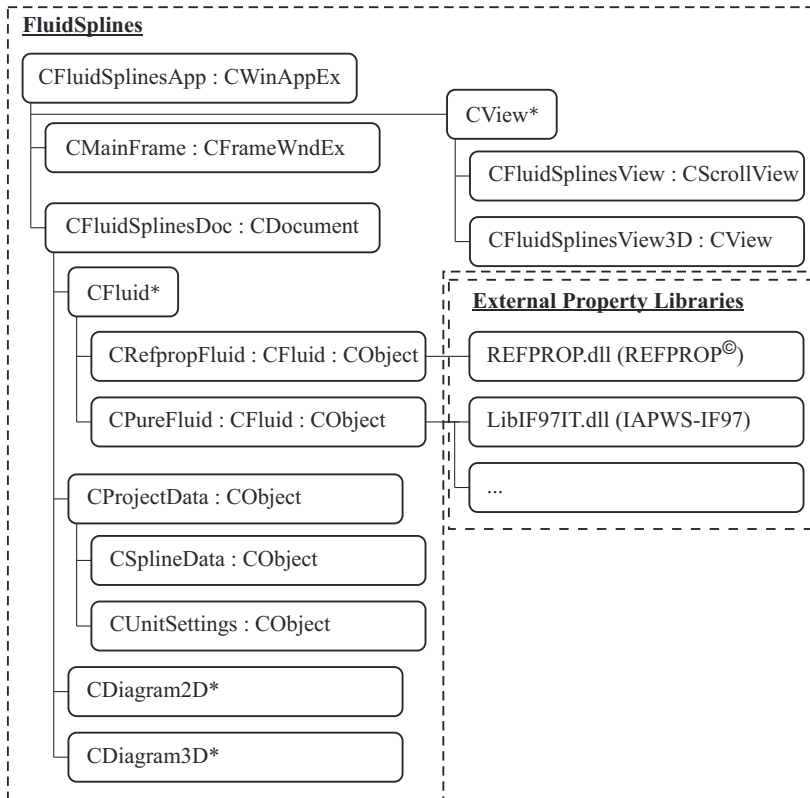 FluidSplines
CFluidSplinesApp : CWinAppEx
CView*
CMainFrame : CFrameWndEx
CFluidSplinesView : CScrollView
CFluidSplinesDoc : CDocument
CFluidSplinesView3D : CView
CFluid*
External Property Libraries
CRefpropFluid : CFluid : CObject
REFPROP.dll (REFPROP©)
CPureFluid : CFluid : CObject
LibIF97IT.dll (IAPWS-IF97)
CProjectData : CObject
...
CSplineData : CObject
CUnitSettings : CObject
CDiagram2D*
CDiagram3D*